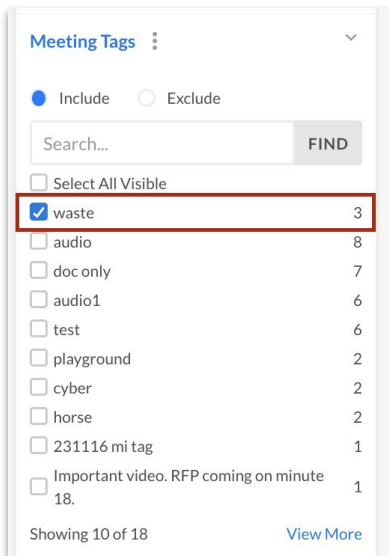 Meeting Tags
Include Exclude
Search... FIND
Select All Visible
waste 3
audio 8
doc only 7
audio1 6
test 6
playground 2
cyber 2
horse 2
231116 mi tag 1
Important video. RFP coming on minute
18. 1
Showing 10 of 18 View More